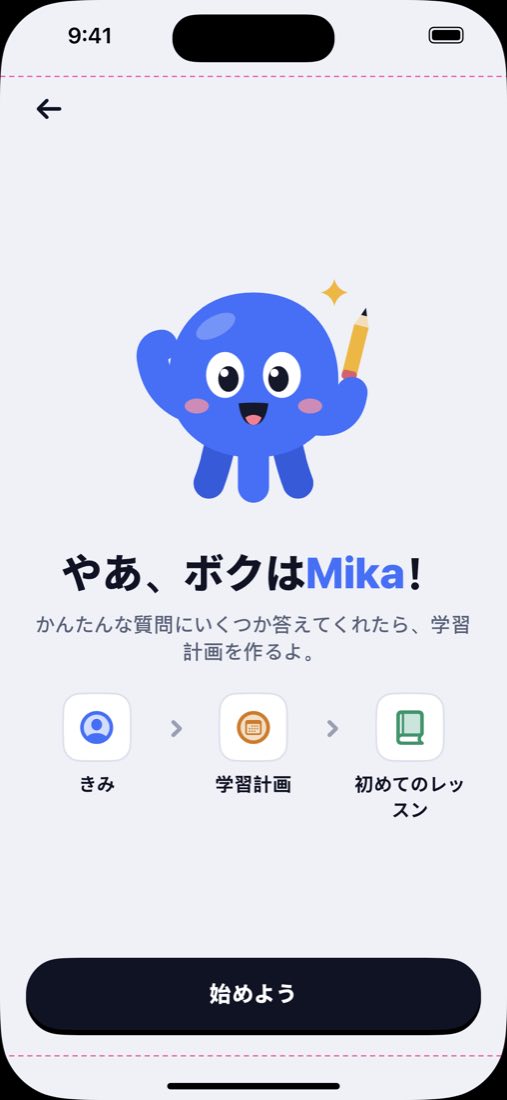 9:41
やあ、ボクはMika！
かんたんな質問にいくつか答えてくれたら、学習
計画を作るよ。
きみ
学習計画
初めてのレッ
スン
始めよう